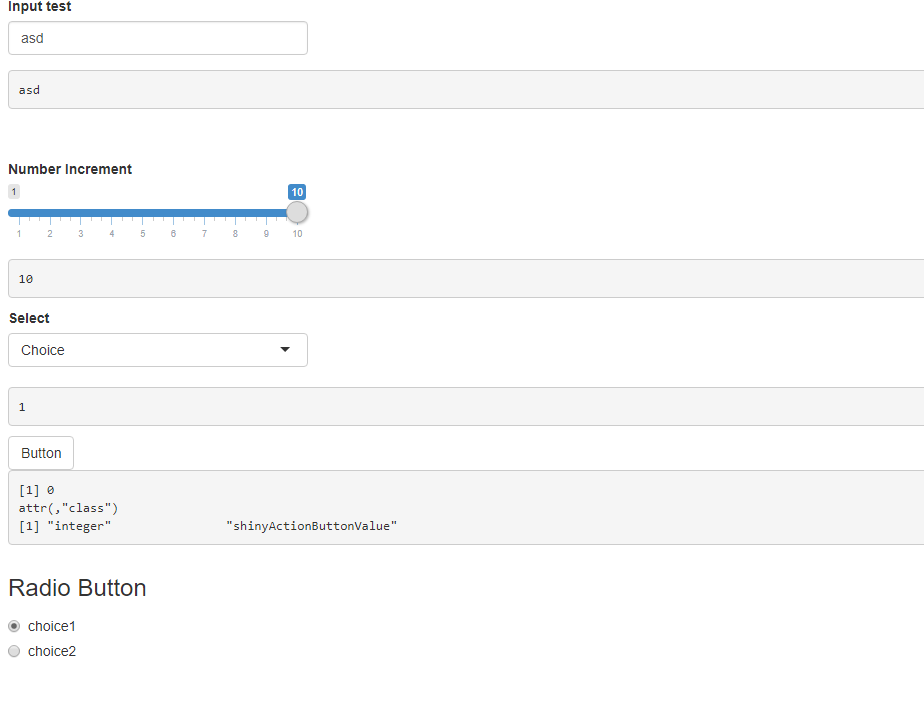 Input test
asd
asd
Number Increment
1 10
1 2 3 4 5 6 7 8 9 10
10
Select
Choice
1
Button
[1] 0
attr(,"class")
[1] "integer" "shinyActionButtonValue"
Radio Button
choice1
choice2